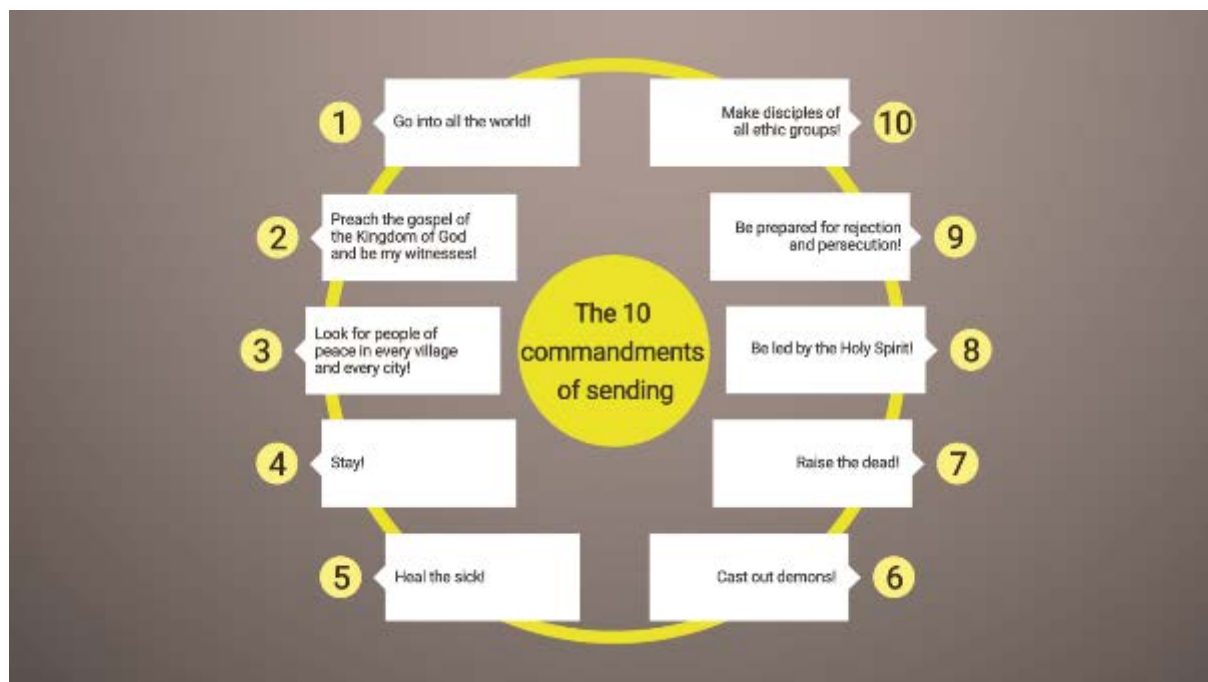 The 10
commandments
of sending
1
Go into all the world!
2
Preach the gospel of
the Kingdom of God
and be my witnesses!
3
Look for people of
peace in every village
and every city!
4
Stay!
5
Heal the sick!
6
Cast out demons!
7
Raise the dead!
8
Be led by the Holy Spirit!
9
Be prepared for rejection
and persecution!
10
Make disciples of
all ethic groups!